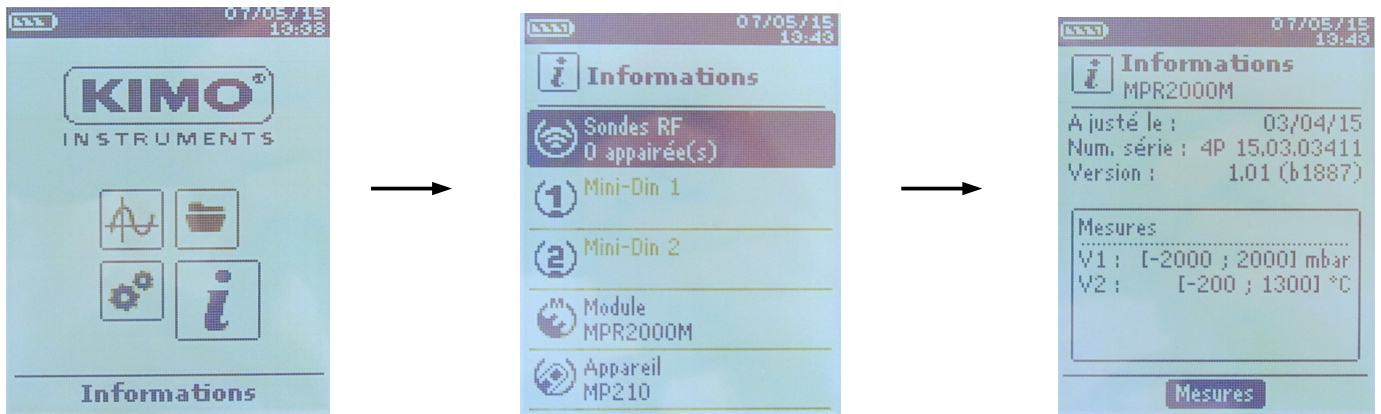 07/05/15
13:38
KIMO®
INSTRUMENTS
Informations
07/05/15
13:43
Informations
Sondes RF
0 appairée(s)
1
Mini-Din 1
2
Mini-Din 2
M
Module
MPR2000M
Appareil
MP210
07/05/15
13:43
Informations
MPR2000M
Ajusté le : 03/04/15
Num. série : 4P 15.03.03411
Version : 1.01 (b1887)
Mesures
V1 : [-2000 ; 2000] mbar
V2 : [-200 ; 1300] °C
Mesures